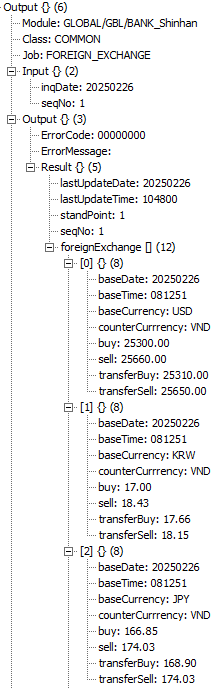 Output {} (6)
Module: GLOBAL/GBL/BANK_Shinhan
Class: COMMON
Job: FOREIGN_EXCHANGE
Input {} (2)
inqDate: 20250226
seqNo: 1
Output {} (3)
ErrorCode: 00000000
ErrorMessage:
Result {} (5)
lastUpdateDate: 20250226
lastUpdateTime: 104800
standPoint: 1
seqNo: 1
foreignExchange [] (12)
[0] {} (8)
baseDate: 20250226
baseTime: 081251
baseCurrency: USD
counterCurrrency: VND
buy: 25300.00
sell: 25660.00
transferBuy: 25310.00
transferSell: 25650.00
[1] {} (8)
baseDate: 20250226
baseTime: 081251
baseCurrency: KRW
counterCurrrency: VND
buy: 17.00
sell: 18.43
transferBuy: 17.66
transferSell: 18.15
[2] {} (8)
baseDate: 20250226
baseTime: 081251
baseCurrency: JPY
counterCurrrency: VND
buy: 166.85
sell: 174.03
transferBuy: 168.90
transferSell: 174.03